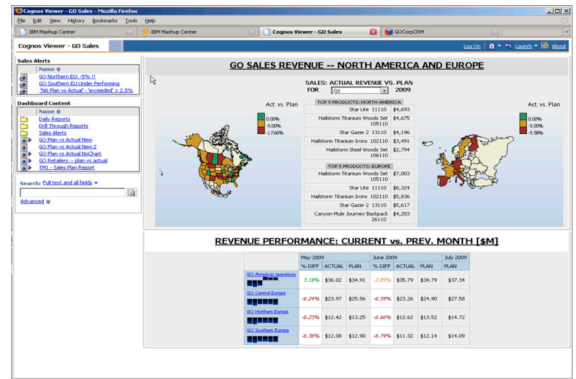 Cognos Viewer - GO Sales - Mozilla Firefox
File Edit View History Bookmarks Tools Help
IBM Mashup Center
IBM Mashup Center
Cognos Viewer - GO Sales
GOCorpCRM
Cognos Viewer - GO Sales
Log On
Launch
About
Sales Alerts
Name
GO Northern EU: -5% !!
GO Southern EU Under Performing
'NA Plan vs Actual' - 'exceeded' > 2.5%
Dashboard Content
Name
Daily Reports
Drill Through Reports
Sales Alerts
GO Plan vs Actual New
GO Plan vs Actual New 2
GO Plan vs Actual NoChart
GO Retailers - plan vs actual
TM1 - Sales Plan Report
Search: Full text and all fields
Advanced
GO SALES REVENUE -- NORTH AMERICA AND EUROPE
SALES: ACTUAL REVENUE VS. PLAN
FOR Q1 2009
Act. vs. Plan
0.00%
-5.00%
-17.66%
TOP 5 PRODUCTS: NORTH AMERICA
Star Lite 11110 $4,693
Hailstorm Titanium Woods Set $4,675
105110
Star Gazer 2 13110 $4,196
Hailstorm Titanium Irons 102110 $3,491
Hailstorm Steel Woods Set $2,794
106110
TOP 5 PRODUCTS: EUROPE
Hailstorm Titanium Woods Set $7,003
105110
Star Lite 11110 $6,324
Hailstorm Titanium Irons 102110 $5,836
Star Gazer 2 13110 $5,617
Canyon Mule Journey Backpack $4,203
26110
Act. vs. Plan
0.00%
-5.00%
-5.58%
REVENUE PERFORMANCE: CURRENT vs. PREV. MONTH [$M]
May 2009 June 2009 July 2009
% DIFF ACTUAL PLAN % DIFF ACTUAL PLAN PLAN
GO Americas operations
3.18% $36.02 $34.91 2.89% $35.79 $34.79 $37.34
GO Central Europe
-6.24% $23.97 $25.56 -6.59% $23.26 $24.90 $27.58
GO Northern Europe
-6.27% $12.42 $13.25 -6.66% $12.62 $13.52 $14.72
GO Southern Europe
-6.36% $12.08 $12.90 -6.74% $11.32 $12.14 $14.09